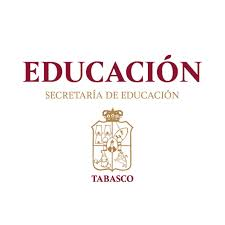 EDUCACIÓN
SECRETARÍA DE EDUCACIÓN
TABASCO